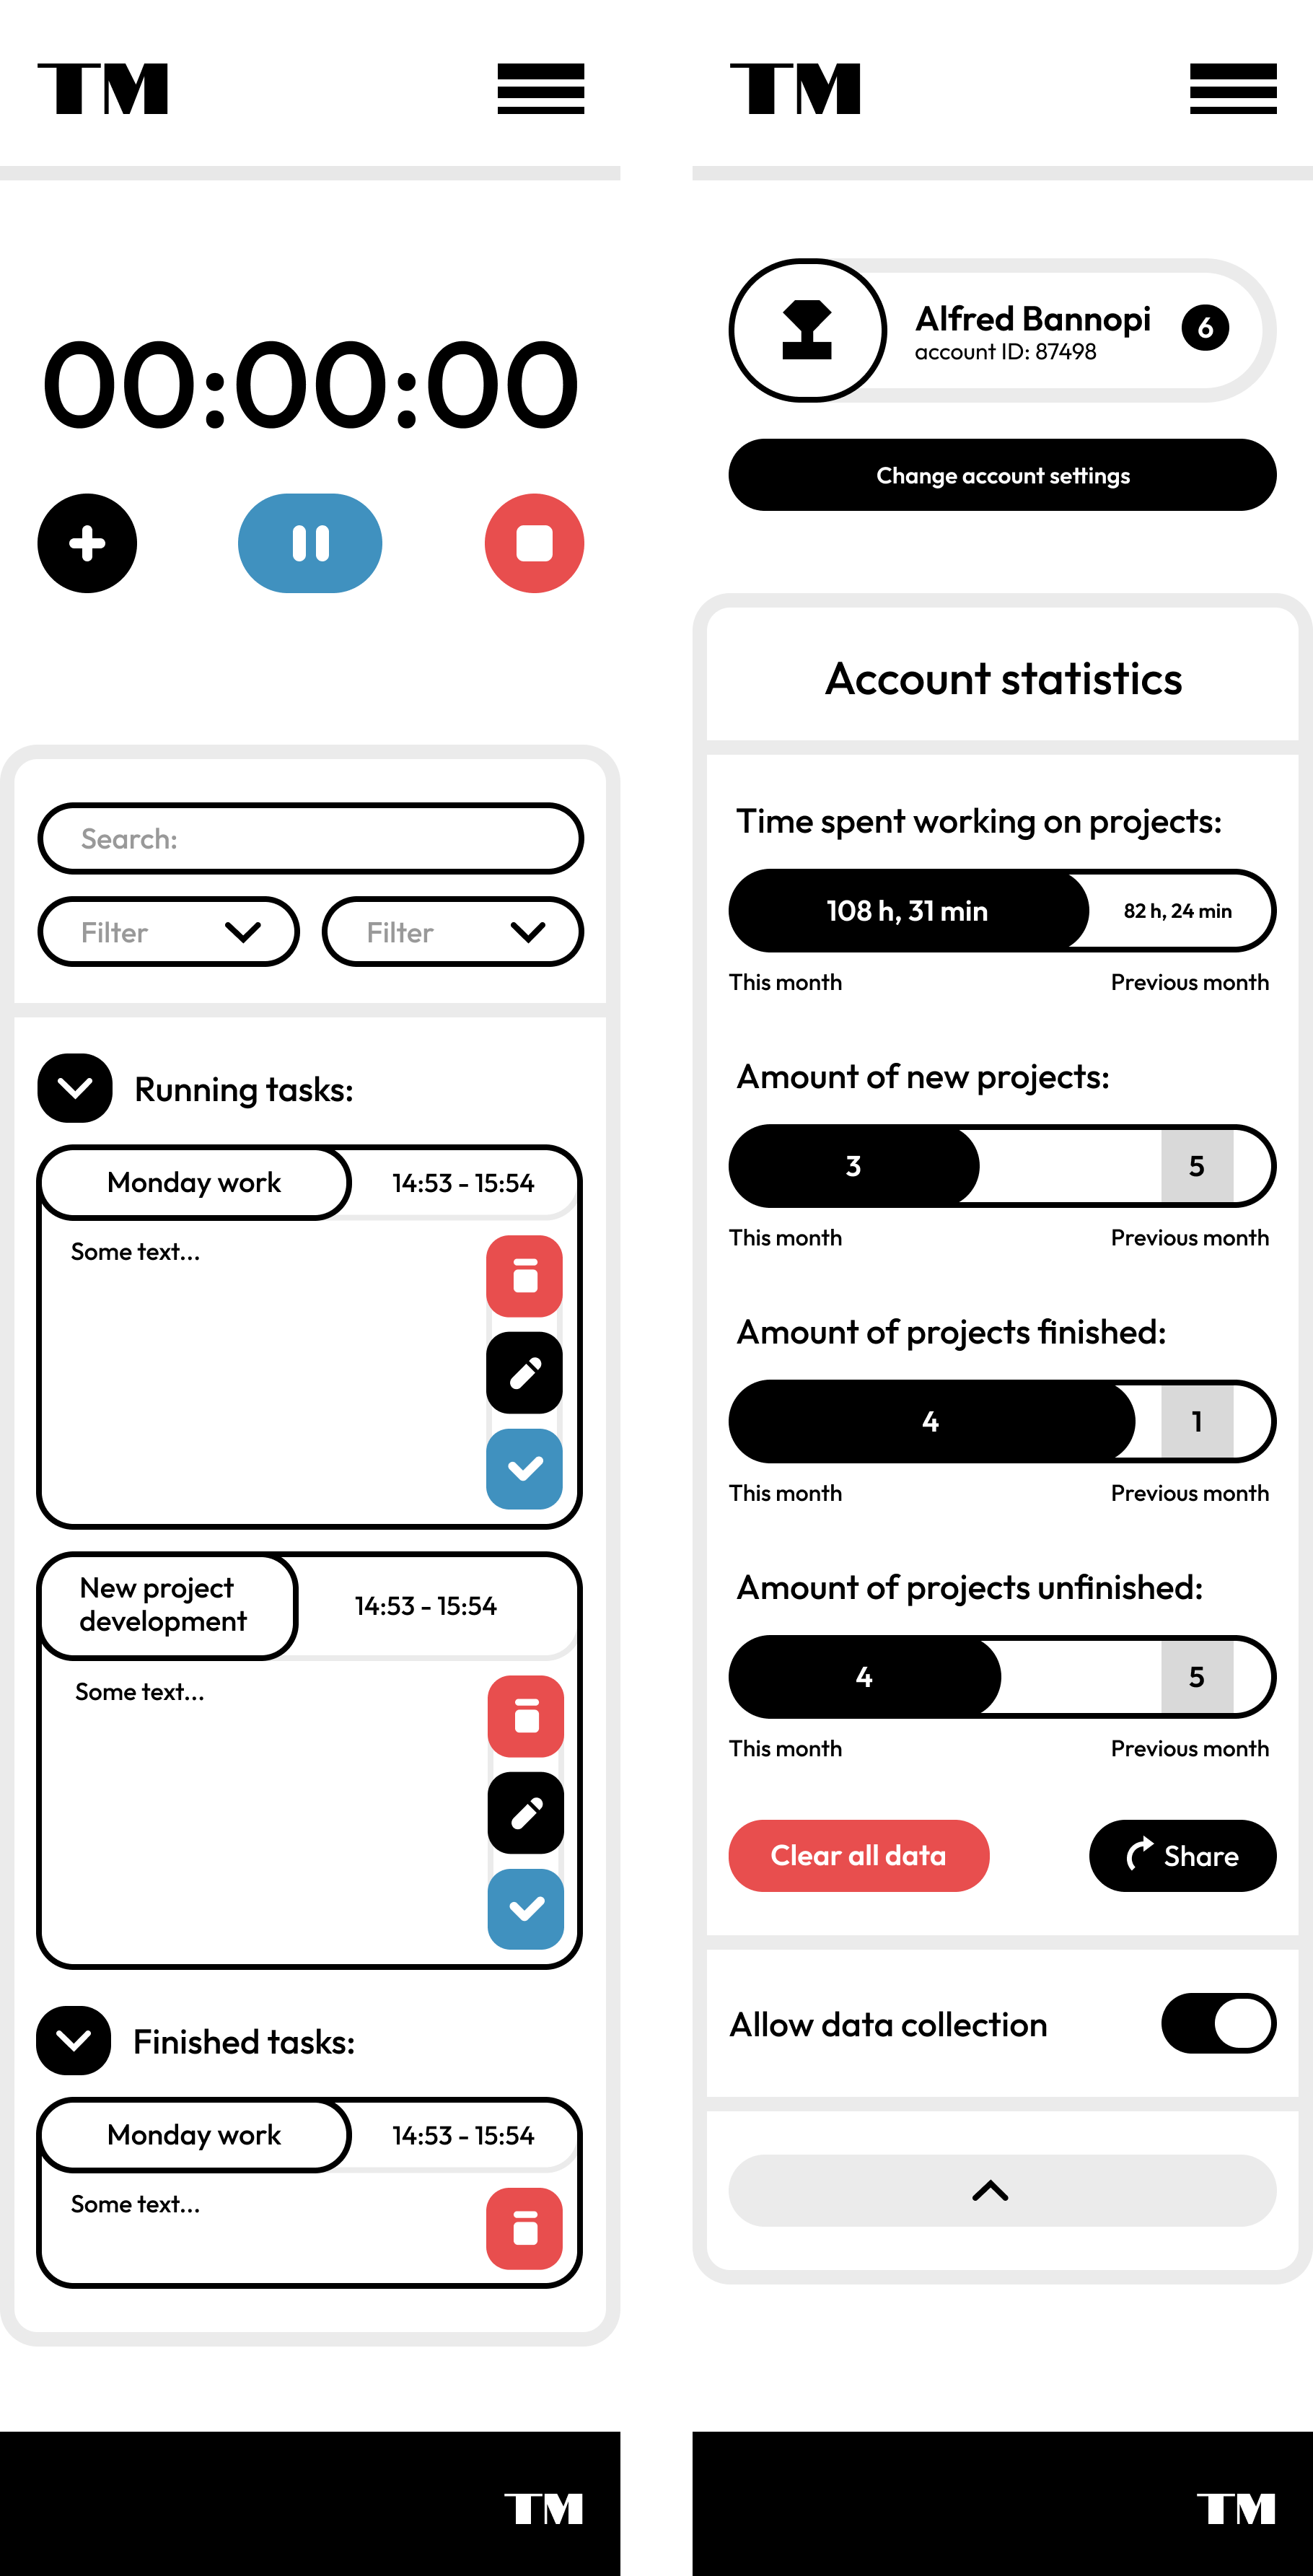 TM
00:00:00
Search:
Filter
Filter
Running tasks:
Monday work
14:53 - 15:54
Some text...
New project
development
14:53 - 15:54
Some text...
Finished tasks:
Monday work
14:53 - 15:54
Some text...
TM
TM
Alfred Bannopi
account ID: 87498
6
Change account settings
Account statistics
Time spent working on projects:
108 h, 31 min
82 h, 24 min
This month
Previous month
Amount of new projects:
3
5
This month
Previous month
Amount of projects finished:
4
1
This month
Previous month
Amount of projects unfinished:
4
5
This month
Previous month
Clear all data
Share
Allow data collection
TM